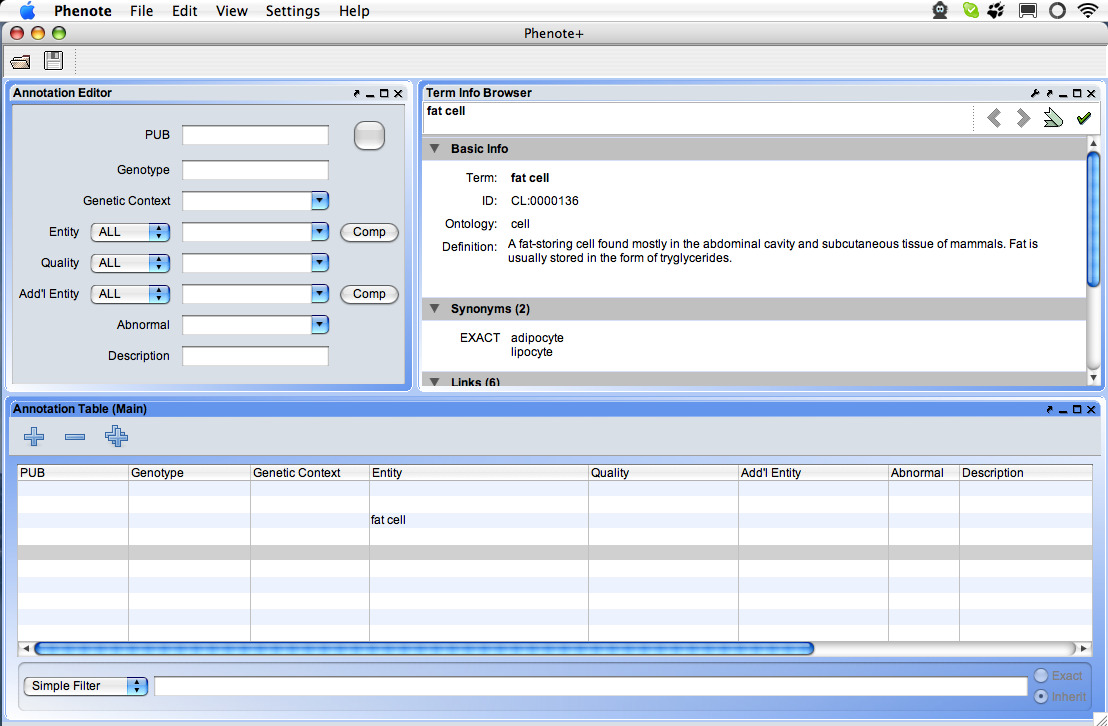 Phenote File Edit View Settings Help
Phenote+
Annotation Editor
PUB
Genotype
Genetic Context
Entity ALL Comp
Quality ALL
Add'l Entity ALL Comp
Abnormal
Description
Term Info Browser
fat cell
Basic Info
Term: fat cell
ID: CL:0000136
Ontology: cell
Definition: A fat-storing cell found mostly in the abdominal cavity and subcutaneous tissue of mammals. Fat is
usually stored in the form of tryglycerides.
Synonyms (2)
EXACT adipocyte
lipocyte
Links (6)
Annotation Table (Main)
PUB Genotype Genetic Context Entity Quality Add'l Entity Abnormal Description
fat cell
Simple Filter
Exact
Inherit